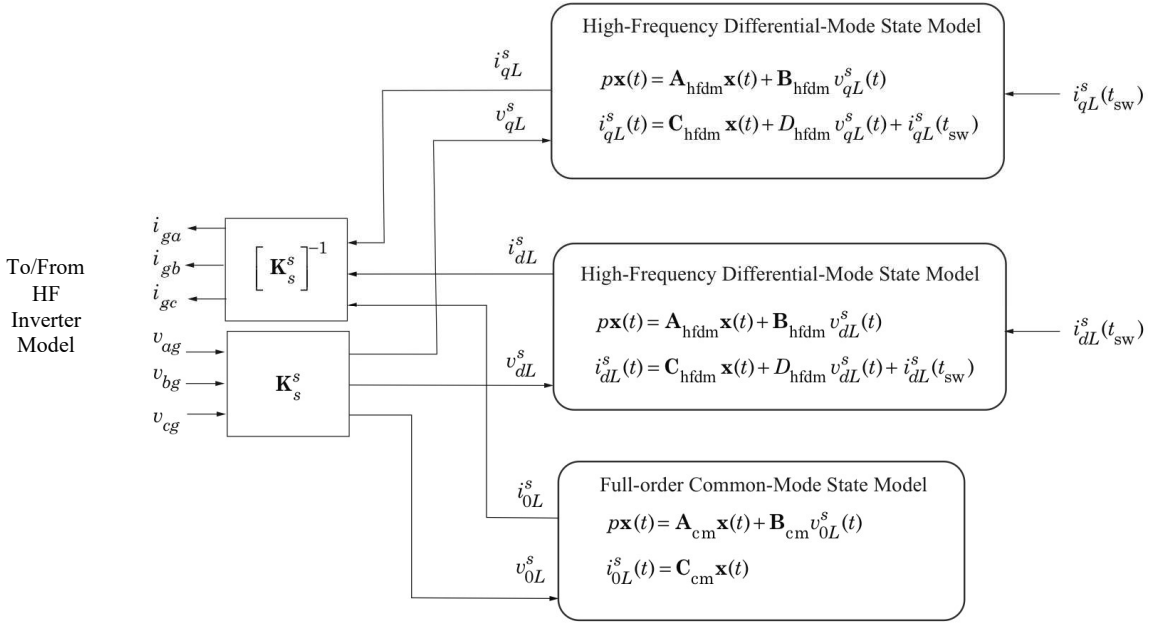 High-Frequency Differential-Mode State Model
px(t) = A_hfdm x(t) + B_hfdm v^s_qL(t)
i^s_qL(t) = C_hfdm x(t) + D_hfdm v^s_qL(t) + i^s_qL(t_sw)
i^s_qL(t_sw)
i^s_qL
v^s_qL
To/From
HF
Inverter
Model
i_ga
i_gb
i_gc
[K^s_s]^−1
v_ag
v_bg
v_cg
K^s_s
i^s_dL
v^s_dL
High-Frequency Differential-Mode State Model
px(t) = A_hfdm x(t) + B_hfdm v^s_dL(t)
i^s_dL(t) = C_hfdm x(t) + D_hfdm v^s_dL(t) + i^s_dL(t_sw)
i^s_dL(t_sw)
i^s_0L
v^s_0L
Full-order Common-Mode State Model
px(t) = A_cm x(t) + B_cm v^s_0L(t)
i^s_0L(t) = C_cm x(t)